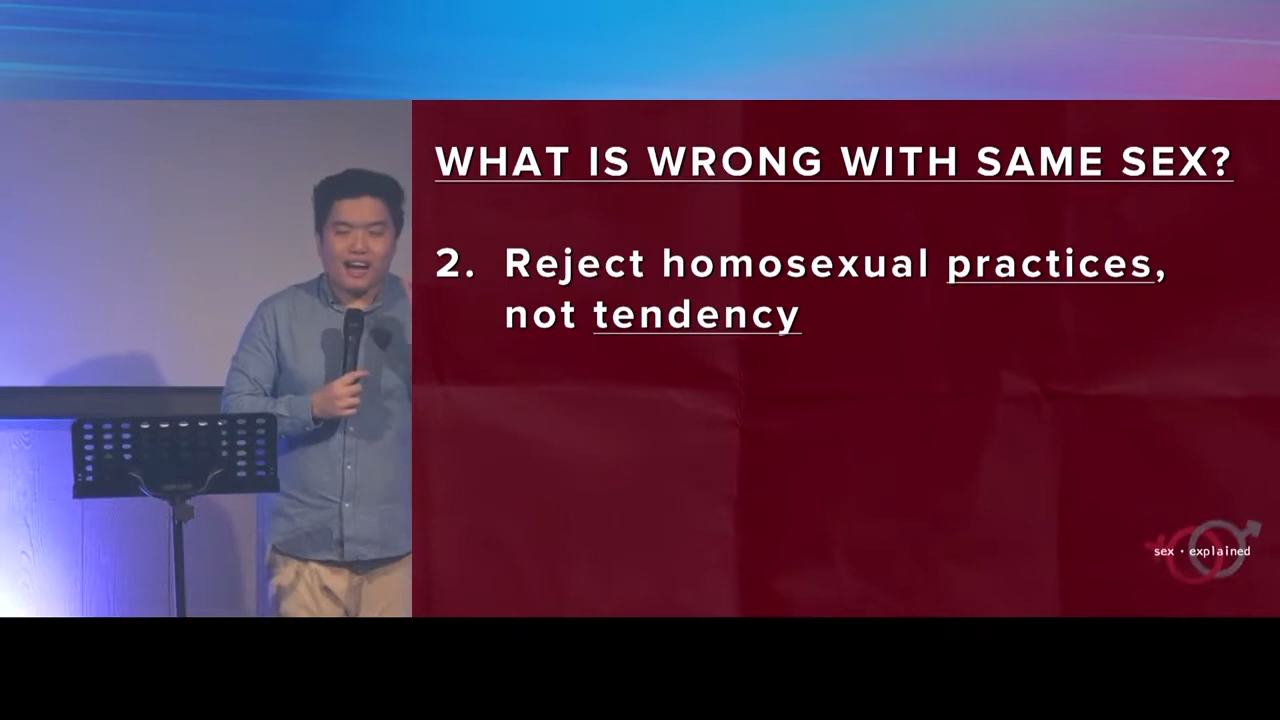 WHAT IS WRONG WITH SAME SEX?
2. Reject homosexual practices,
not tendency
sex · explained